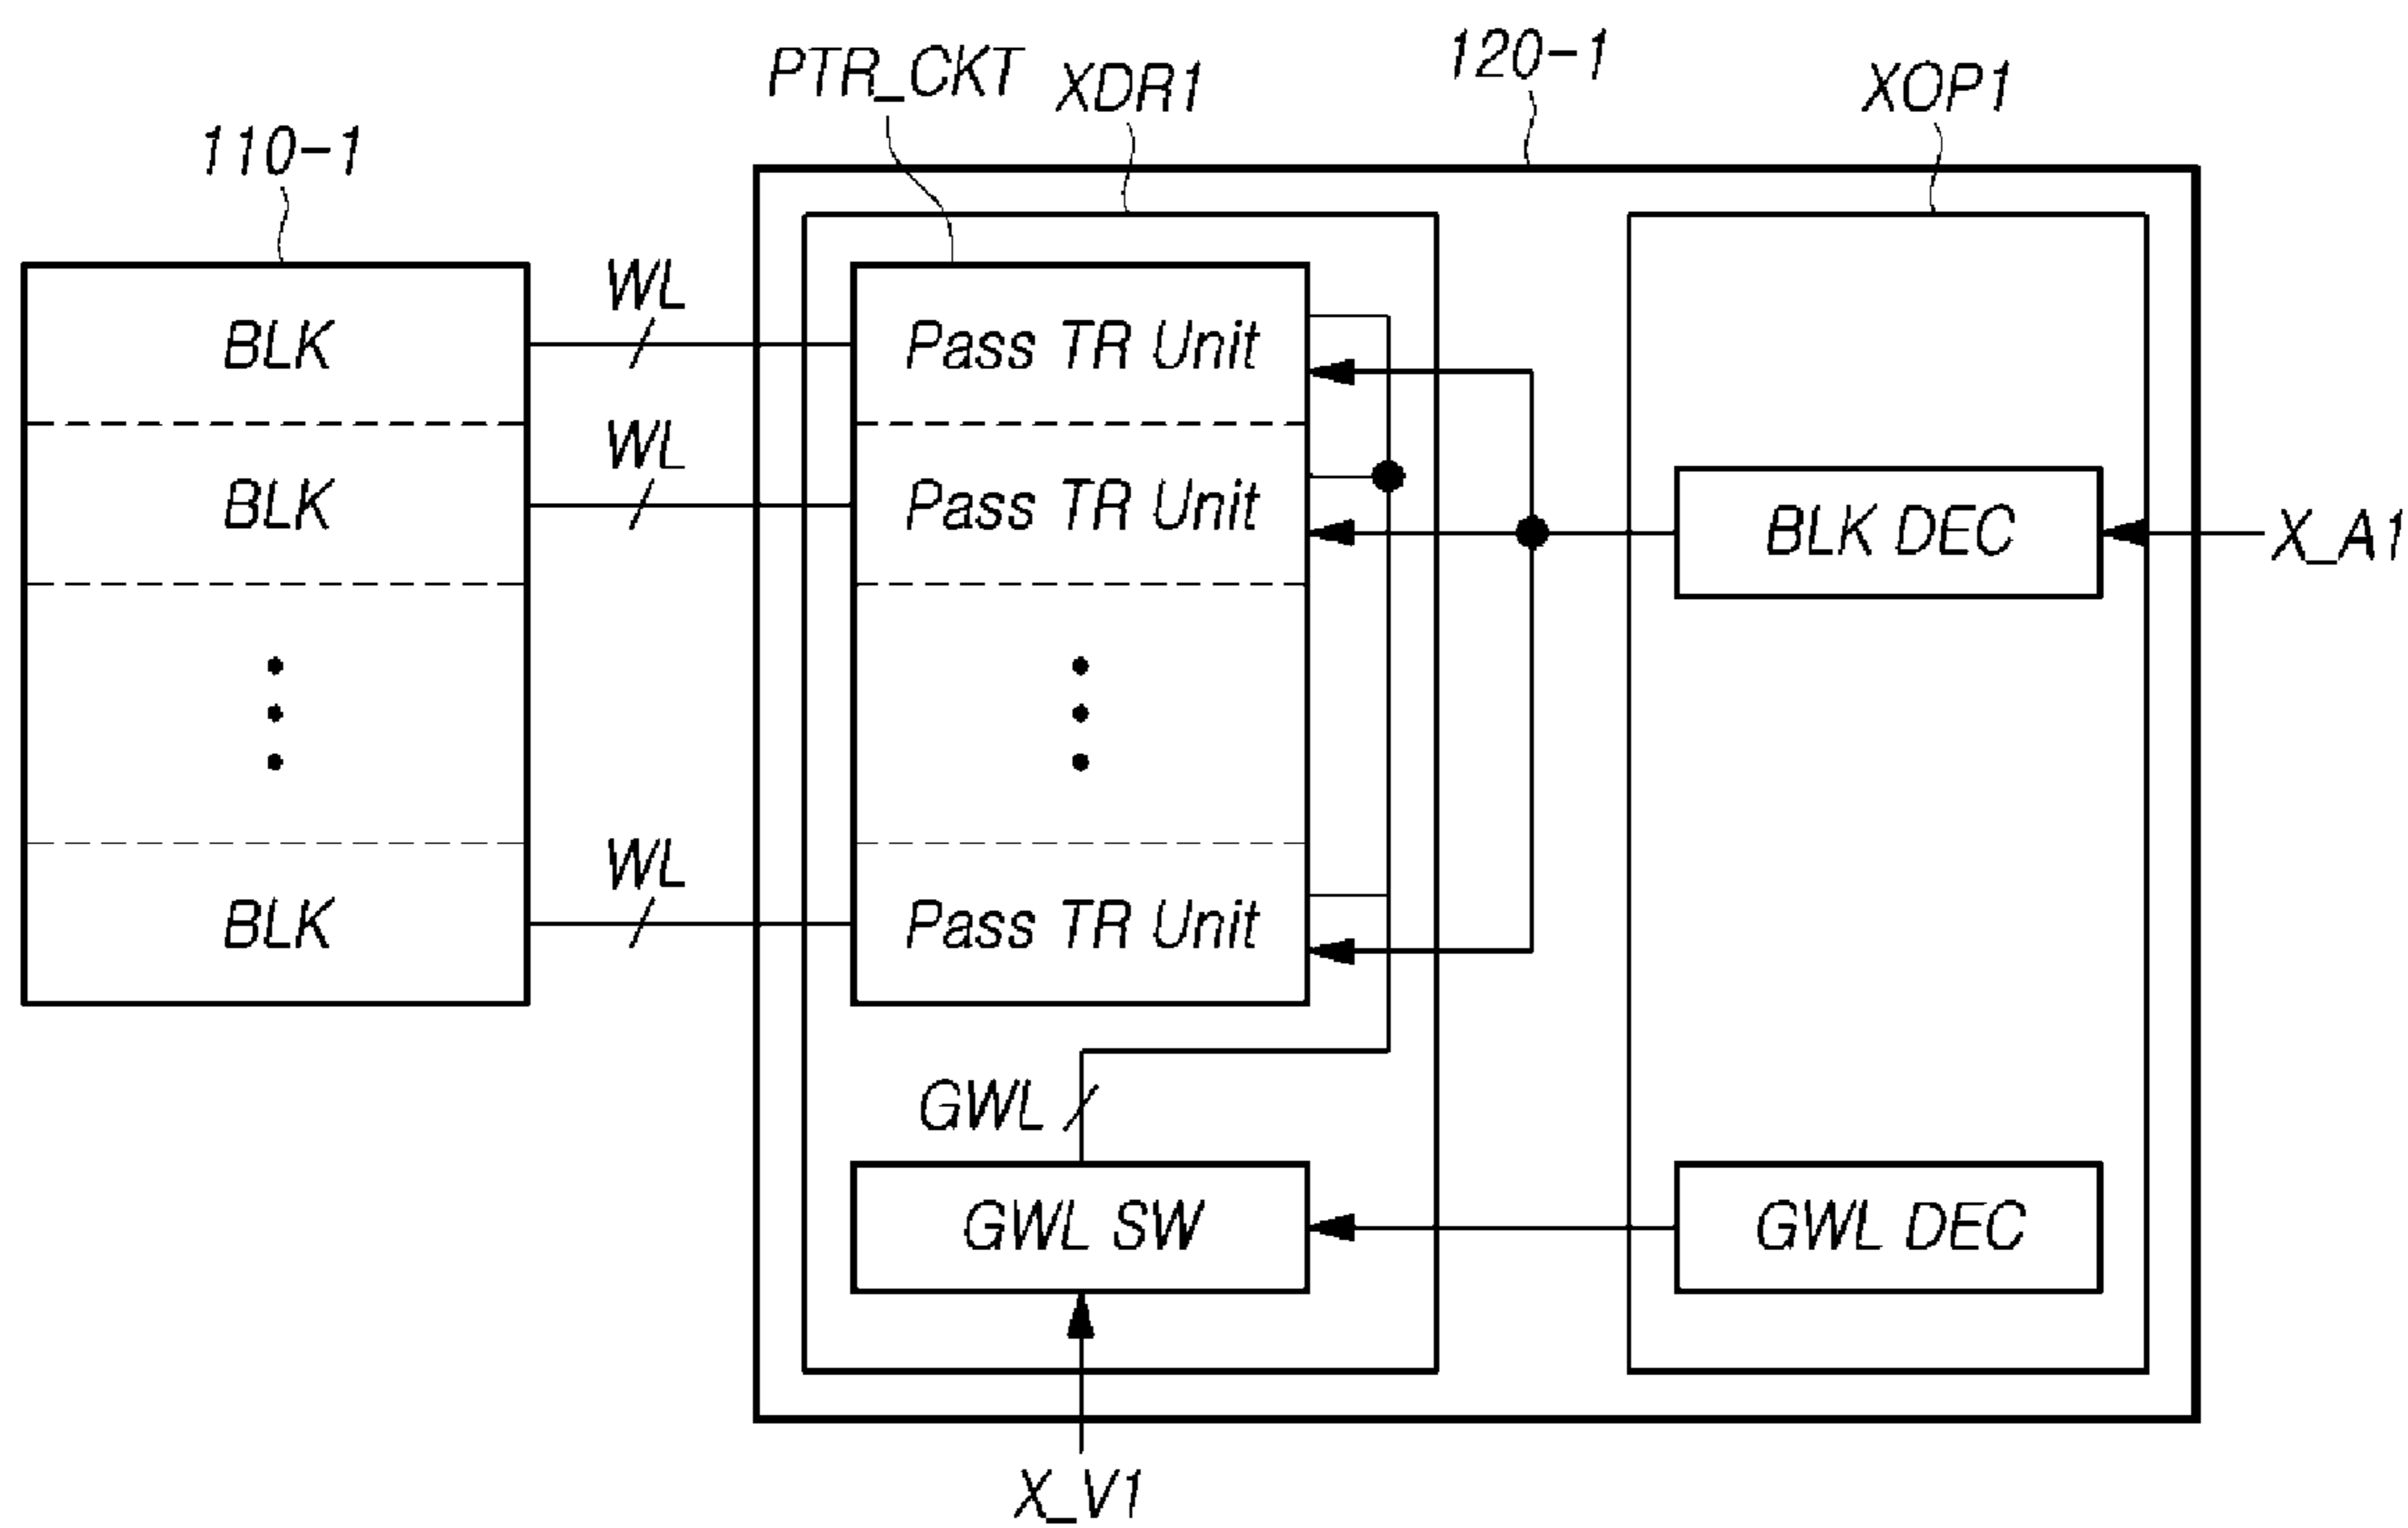 PTR_CKT
XDR1
120-1
XOP1
110-1
WL
BLK
Pass TR Unit
WL
BLK
Pass TR Unit
BLK DEC
X_A1
WL
BLK
Pass TR Unit
GWL
GWL SW
GWL DEC
X_V1